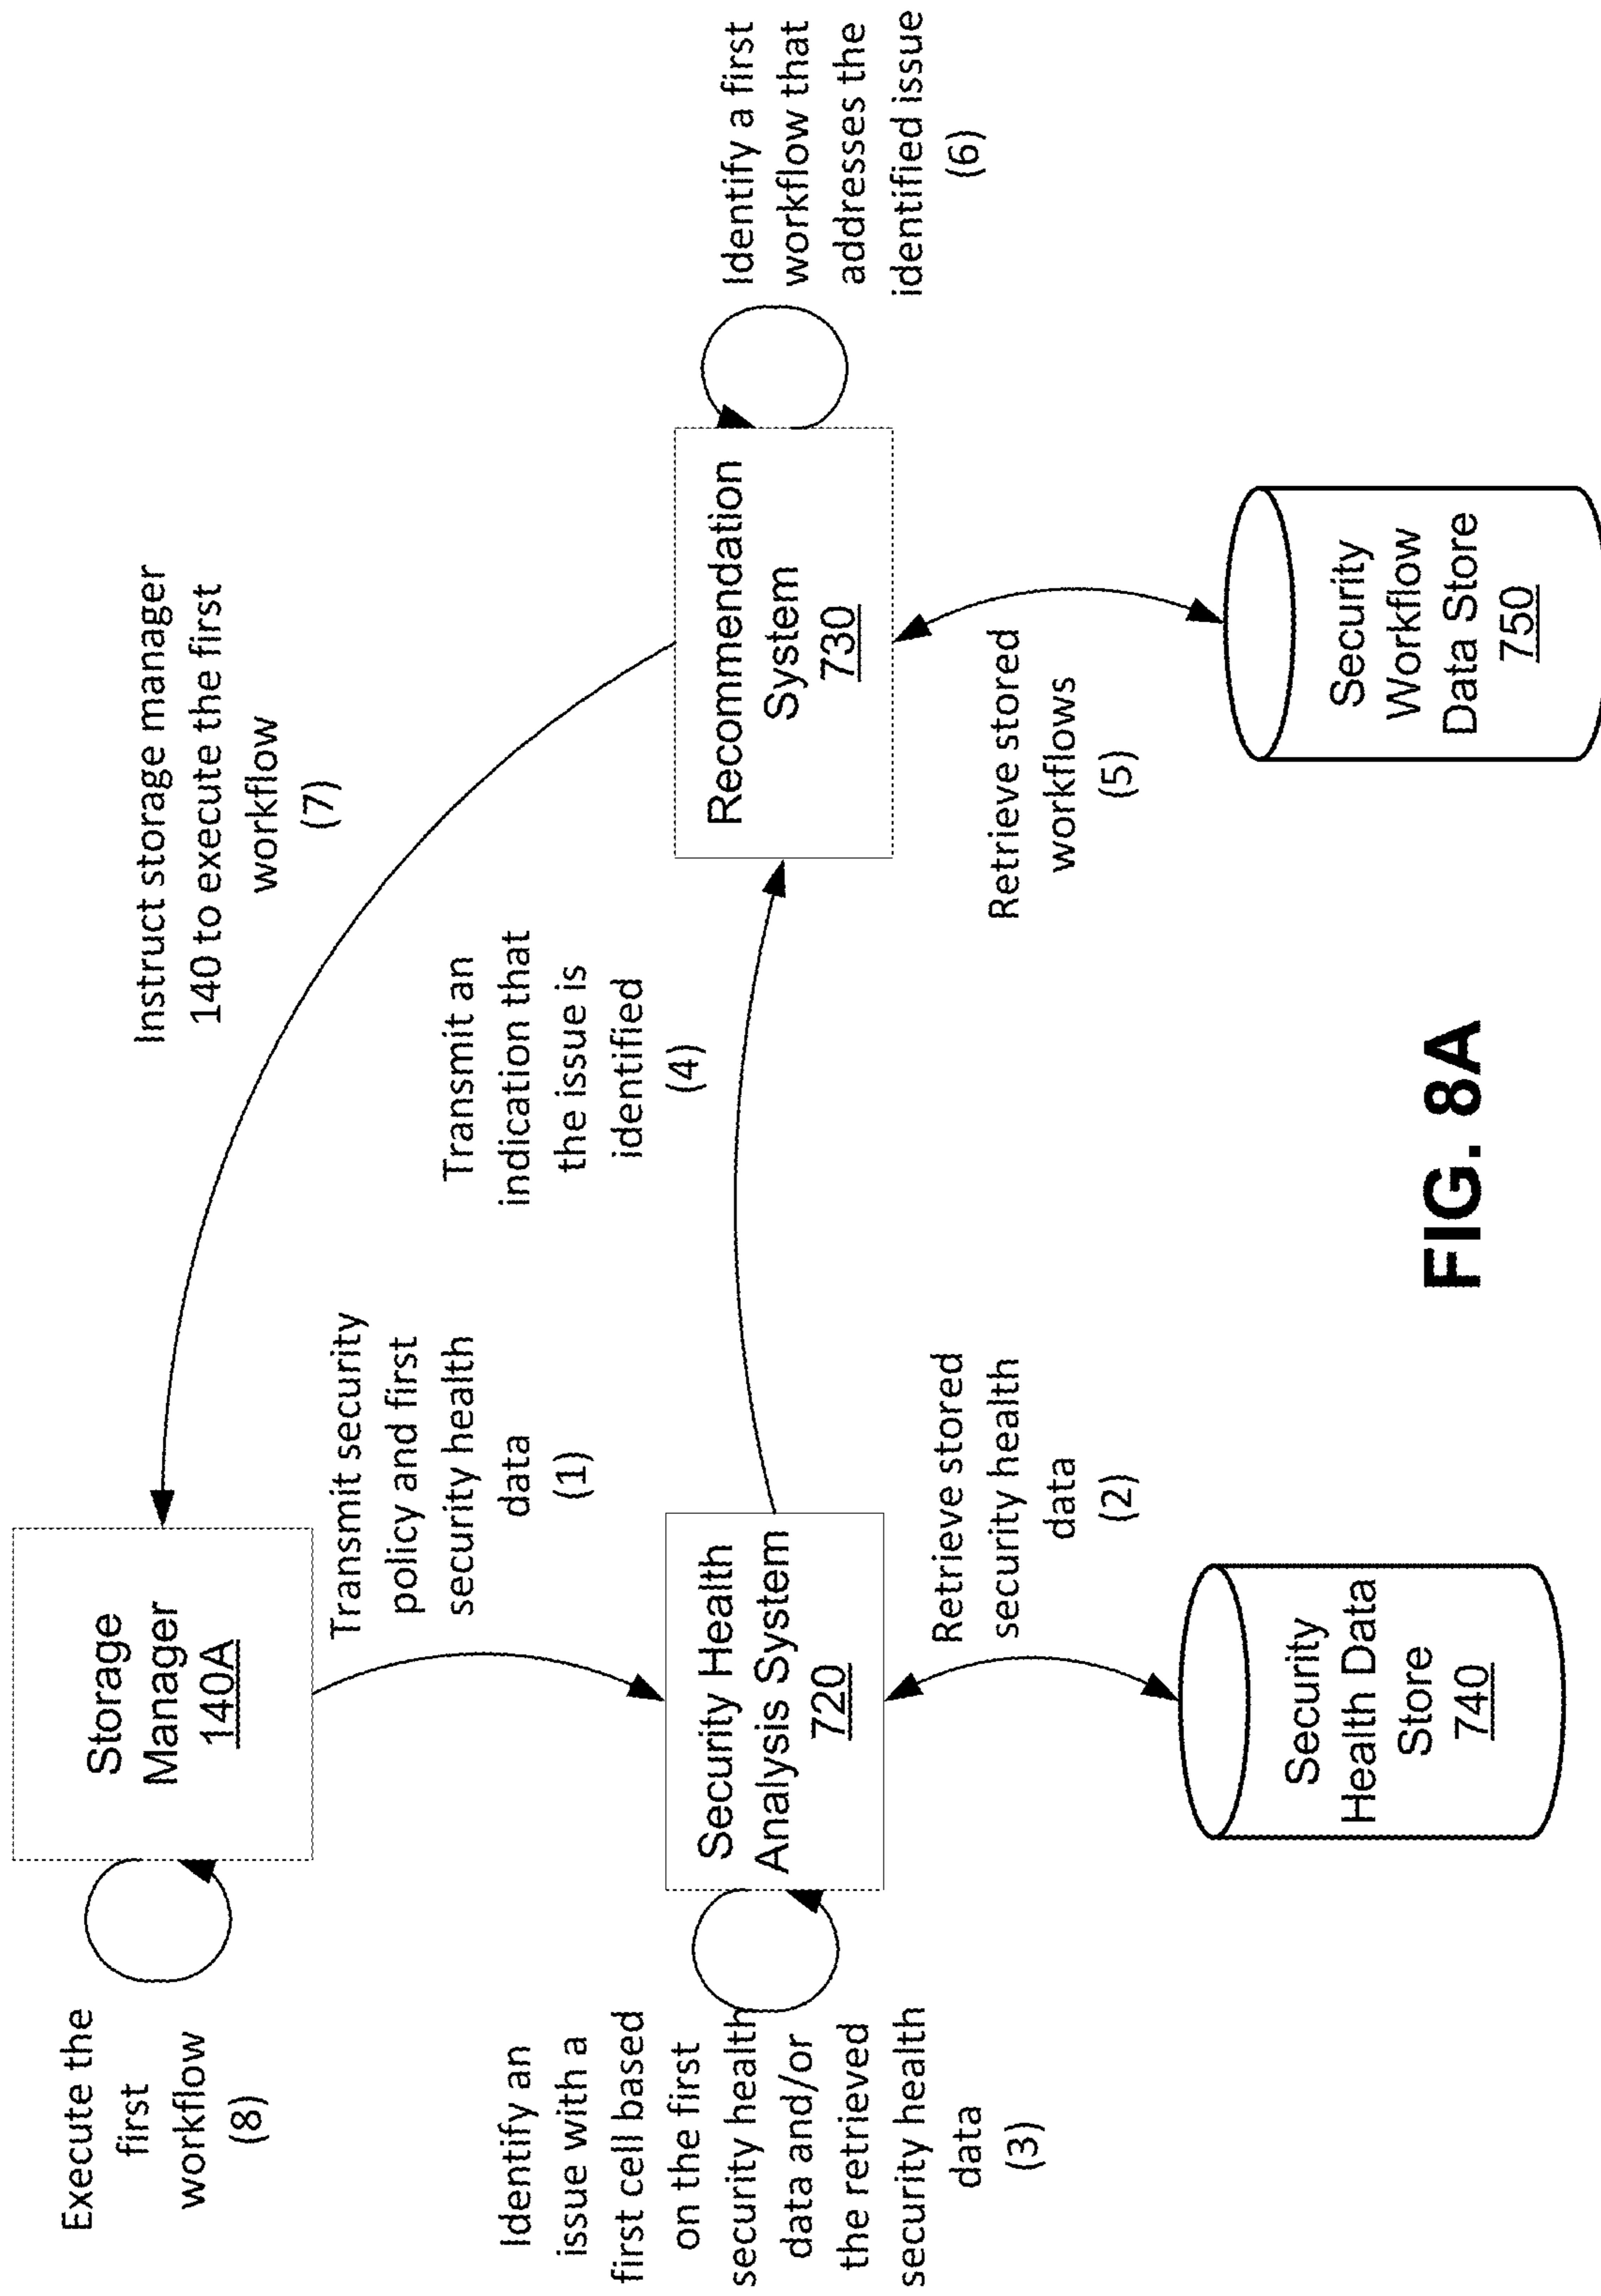 Execute the
first
workflow
(8)
Storage
Manager
140A
Instruct storage manager
140 to execute the first
workflow
(7)
Transmit security
policy and first
security health
data
(1)
Identify an
issue with a
first cell based
on the first
security health
data and/or
the retrieved
security health
data
(3)
Security Health
Analysis System
720
Transmit an
indication that
the issue is
identified
(4)
Recommendation
System
730
Identify a first
workflow that
addresses the
identified issue
(6)
Retrieve stored
security health
data
(2)
Retrieve stored
workflows
(5)
Security
Health Data
Store
740
Security
Workflow
Data Store
750
FIG. 8A